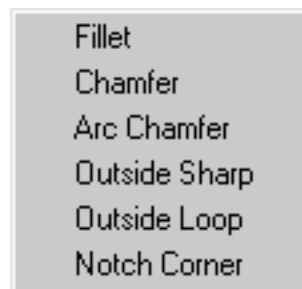 Fillet
Chamfer
Arc Chamfer
Outside Sharp
Outside Loop
Notch Corner